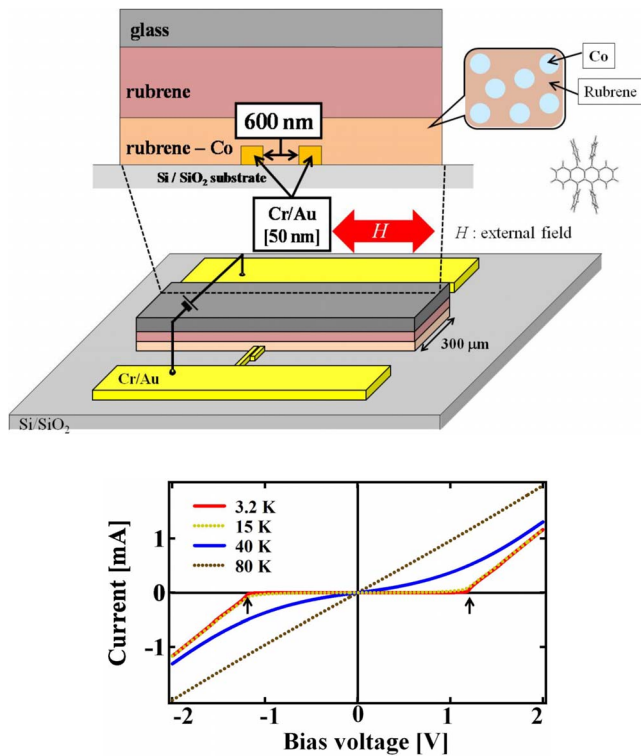 glass
rubrene
600 nm
rubrene – Co
Si / SiO₂ substrate
Co
Rubrene
Cr/Au
[50 nm]
H
H : external field
300 μm
Cr/Au
Si/SiO₂
3.2 K
15 K
40 K
80 K
Current [mA]
1
0
-1
-2
-1
0
1
2
Bias voltage [V]